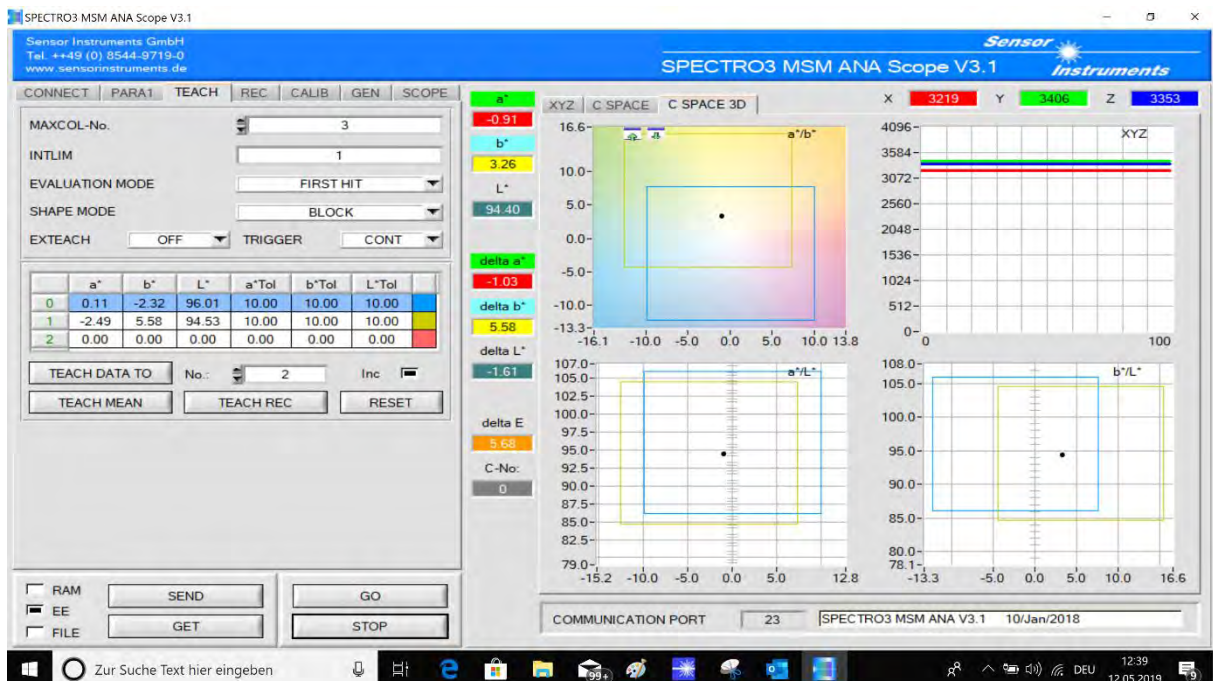 SPECTRO3 MSM ANA Scope V3.1
Sensor Instruments GmbH
Tel. ++49 (0) 8544-9719-0
www.sensorinstruments.de
SPECTRO3 MSM ANA Scope V3.1
Sensor
Instruments
CONNECT PARA1 TEACH REC CALIB GEN SCOPE
MAXCOL-No. 3
INTLIM 1
EVALUATION MODE FIRST HIT
SHAPE MODE BLOCK
EXTEACH OFF TRIGGER CONT
a* b* L* a*Tol b*Tol L*Tol
0 0.11 -2.32 96.01 10.00 10.00 10.00
1 -2.49 5.58 94.53 10.00 10.00 10.00
2 0.00 0.00 0.00 0.00 0.00 0.00
TEACH DATA TO No.: 2 Inc
TEACH MEAN TEACH REC RESET
RAM
EE
FILE
SEND GO
GET STOP
a*
-0.91
b*
3.26
L*
94.40
delta a*
-1.03
delta b*
5.58
delta L*
-1.61
delta E
5.68
C-No:
0
XYZ C SPACE C SPACE 3D
X 3219 Y 3406 Z 3353
a*/b*
16.6-
10.0-
5.0-
0.0-
-5.0-
-10.0-
-13.3-
-16.1 -10.0 -5.0 0.0 5.0 10.0 13.8
XYZ
4096-
3584-
3072-
2560-
2048-
1536-
1024-
512-
0-
0 100
a*/L*
107.0-
105.0-
102.5-
100.0-
97.5-
95.0-
92.5-
90.0-
87.5-
85.0-
82.5-
79.0-
-15.2 -10.0 -5.0 0.0 5.0 12.8
b*/L*
108.0-
105.0-
100.0-
95.0-
90.0-
85.0-
80.0-
78.1-
-13.3 -5.0 0.0 5.0 10.0 16.6
COMMUNICATION PORT 23 SPECTRO3 MSM ANA V3.1 10/Jan/2018
Zur Suche Text hier eingeben
99+
DEU
12:39
12.05.2019
9